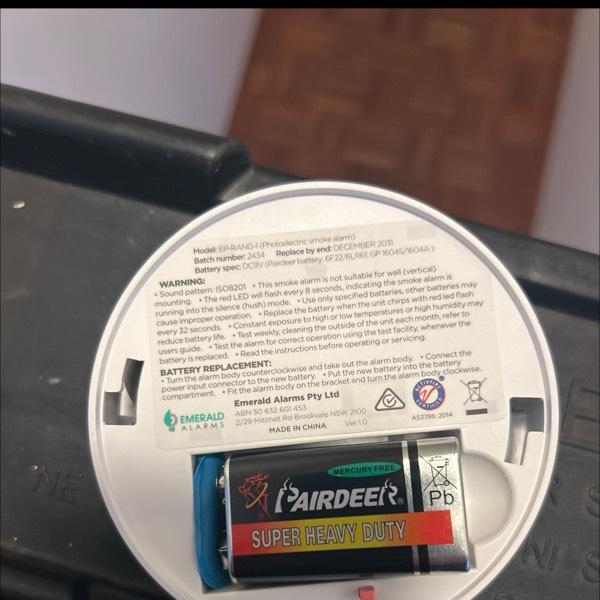 Model: EP-RANG-1 (Photoelectric smoke alarm)
Batch number: 2434 Replace by end: DECEMBER 2031
Battery spec: DC9V (Pairdeer battery: 6F22/6LR61; GP 1604S/1604A)
WARNING:
• Sound pattern: ISO8201 • This smoke alarm is not suitable for wall (vertical)
mounting. • The red LED will flash every 8 seconds, indicating the smoke alarm is
running into the silence (hush) mode. • Use only specified batteries, other batteries may
cause improper operation. • Replace the battery when the unit chirps with red led flash
every 32 seconds. • Constant exposure to high or low temperatures or high humidity may
reduce battery life. • Test weekly, cleaning the outside of the unit each month, refer to
users guide. • Test the alarm for correct operation using the test facility, whenever the
battery is replaced. • Read the instructions before operating or servicing.
BATTERY REPLACEMENT:
• Turn the alarm body counterclockwise and take out the alarm body. • Connect the
power input connector to the new battery. • Put the new battery into the battery
compartment. • Fit the alarm body on the bracket and turn the alarm body clockwise.
Emerald Alarms Pty Ltd
ABN 50 632 601 453
2/29 Mitchell Rd Brookvale NSW 2100
MADE IN CHINA Ver:1.0
EMERALD
ALARMS
AS3786: 2014
MERCURY FREE
PAIRDEER®
SUPER HEAVY DUTY
Pb